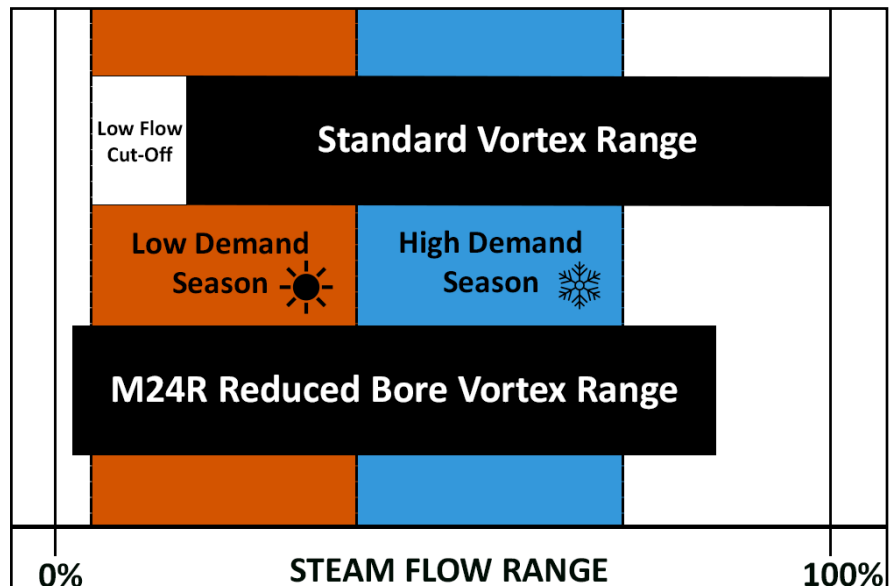 Low Flow
Cut-Off
Standard Vortex Range
Low Demand
Season
High Demand
Season
M24R Reduced Bore Vortex Range
0%
STEAM FLOW RANGE
100%